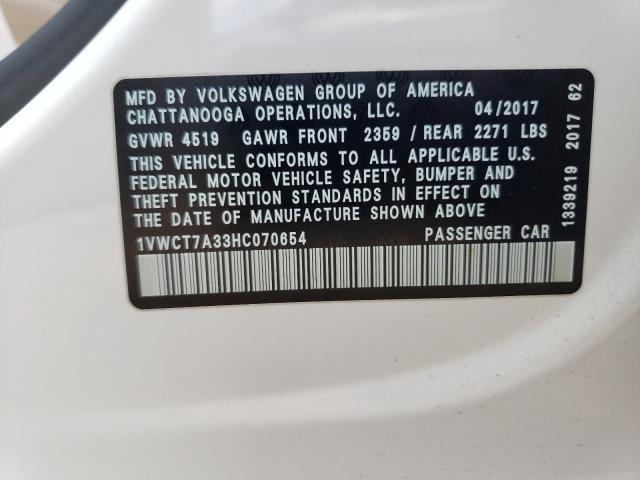 MFD BY VOLKSWAGEN GROUP OF AMERICA
CHATTANOOGA OPERATIONS, LLC. 04/2017
GVWR 4519 GAWR FRONT 2359 / REAR 2271 LBS
THIS VEHICLE CONFORMS TO ALL APPLICABLE U.S.
FEDERAL MOTOR VEHICLE SAFETY, BUMPER AND
THEFT PREVENTION STANDARDS IN EFFECT ON
THE DATE OF MANUFACTURE SHOWN ABOVE
1VWCT7A33HC070654 PASSENGER CAR
1339219 2017 62